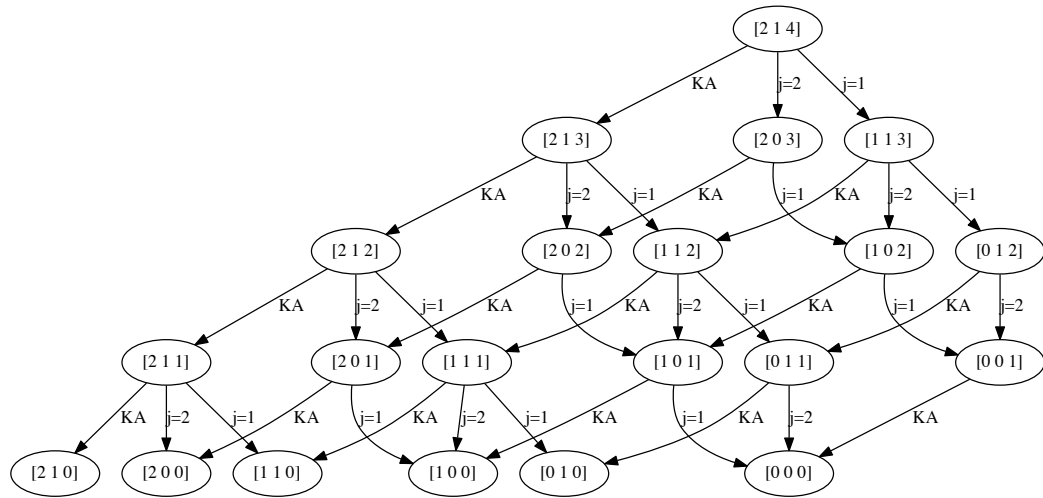 [2 1 4]
KA j=2 j=1
[2 1 3] [2 0 3] [1 1 3]
KA j=2 j=1 KA j=1 KA j=2 j=1
[2 1 2] [2 0 2] [1 1 2] [1 0 2] [0 1 2]
KA j=2 j=1 KA j=1 KA j=2 j=1 KA j=1 KA j=2
[2 1 1] [2 0 1] [1 1 1] [1 0 1] [0 1 1] [0 0 1]
KA j=2 j=1 KA j=1 KA j=2 j=1 KA j=1 KA j=2 KA
[2 1 0] [2 0 0] [1 1 0] [1 0 0] [0 1 0] [0 0 0]